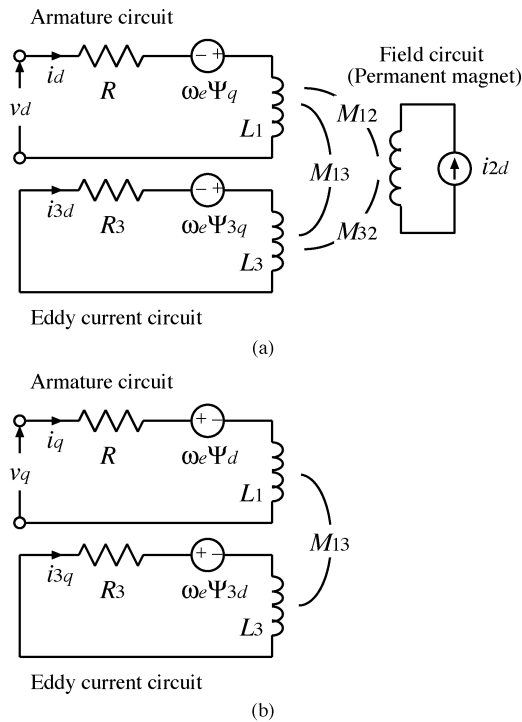 Armature circuit
id
R
− +
ωeΨq
vd
L1
Field circuit
(Permanent magnet)
M12
M13
i2d
i3d
R3
− +
ωeΨ3q
M32
L3
Eddy current circuit
(a)
Armature circuit
iq
R
+ −
ωeΨd
vq
L1
M13
i3q
R3
+ −
ωeΨ3d
L3
Eddy current circuit
(b)